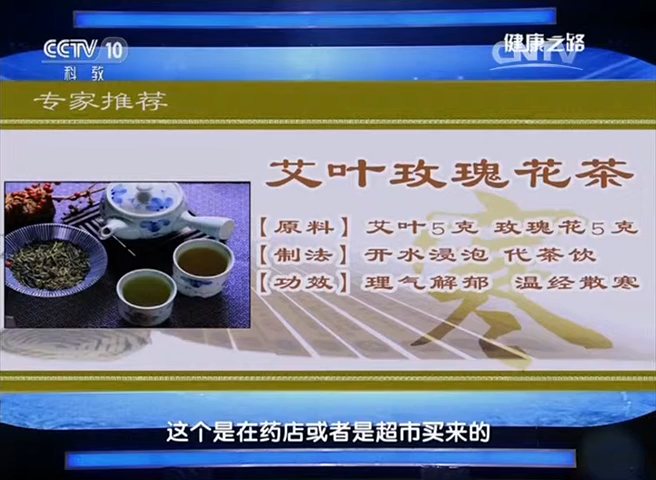 CCTV 10
科教
健康之路
CNTV
专家推荐
艾叶玫瑰花茶
【原料】 艾叶5克 玫瑰花5克
【制法】 开水浸泡 代茶饮
【功效】 理气解郁 温经散寒
寒
这个是在药店或者是超市买来的